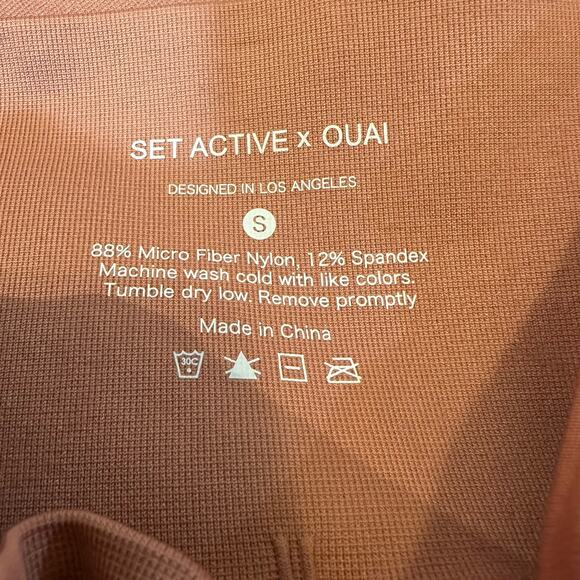 SET ACTIVE x OUAI
DESIGNED IN LOS ANGELES
S
88% Micro Fiber Nylon, 12% Spandex
Machine wash cold with like colors.
Tumble dry low. Remove promptly
Made in China
30C